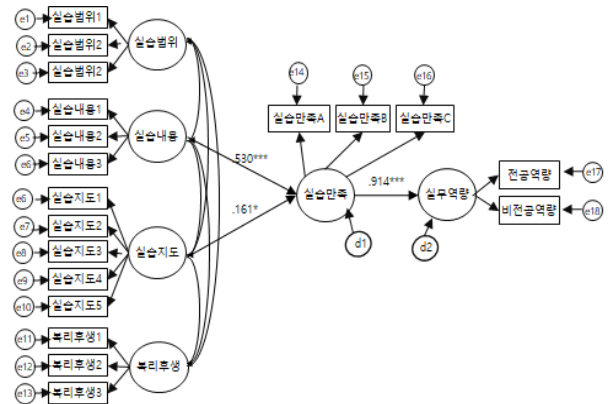 e1 실습범위1
e2 실습범위2
e3 실습범위2
실습범위
e4 실습내용1
e5 실습내용2
e6 실습내용3
실습내용
e6 실습지도1
e7 실습지도2
e8 실습지도3
e9 실습지도4
e10 실습지도5
실습지도
e11 복리후생1
e12 복리후생2
e13 복리후생3
복리후생
.530***
.161*
e14 e15 e16
실습만족A 실습만족B 실습만족C
실습만족
d1
.914***
실무역량
d2
전공역량 e17
비전공역량 e18